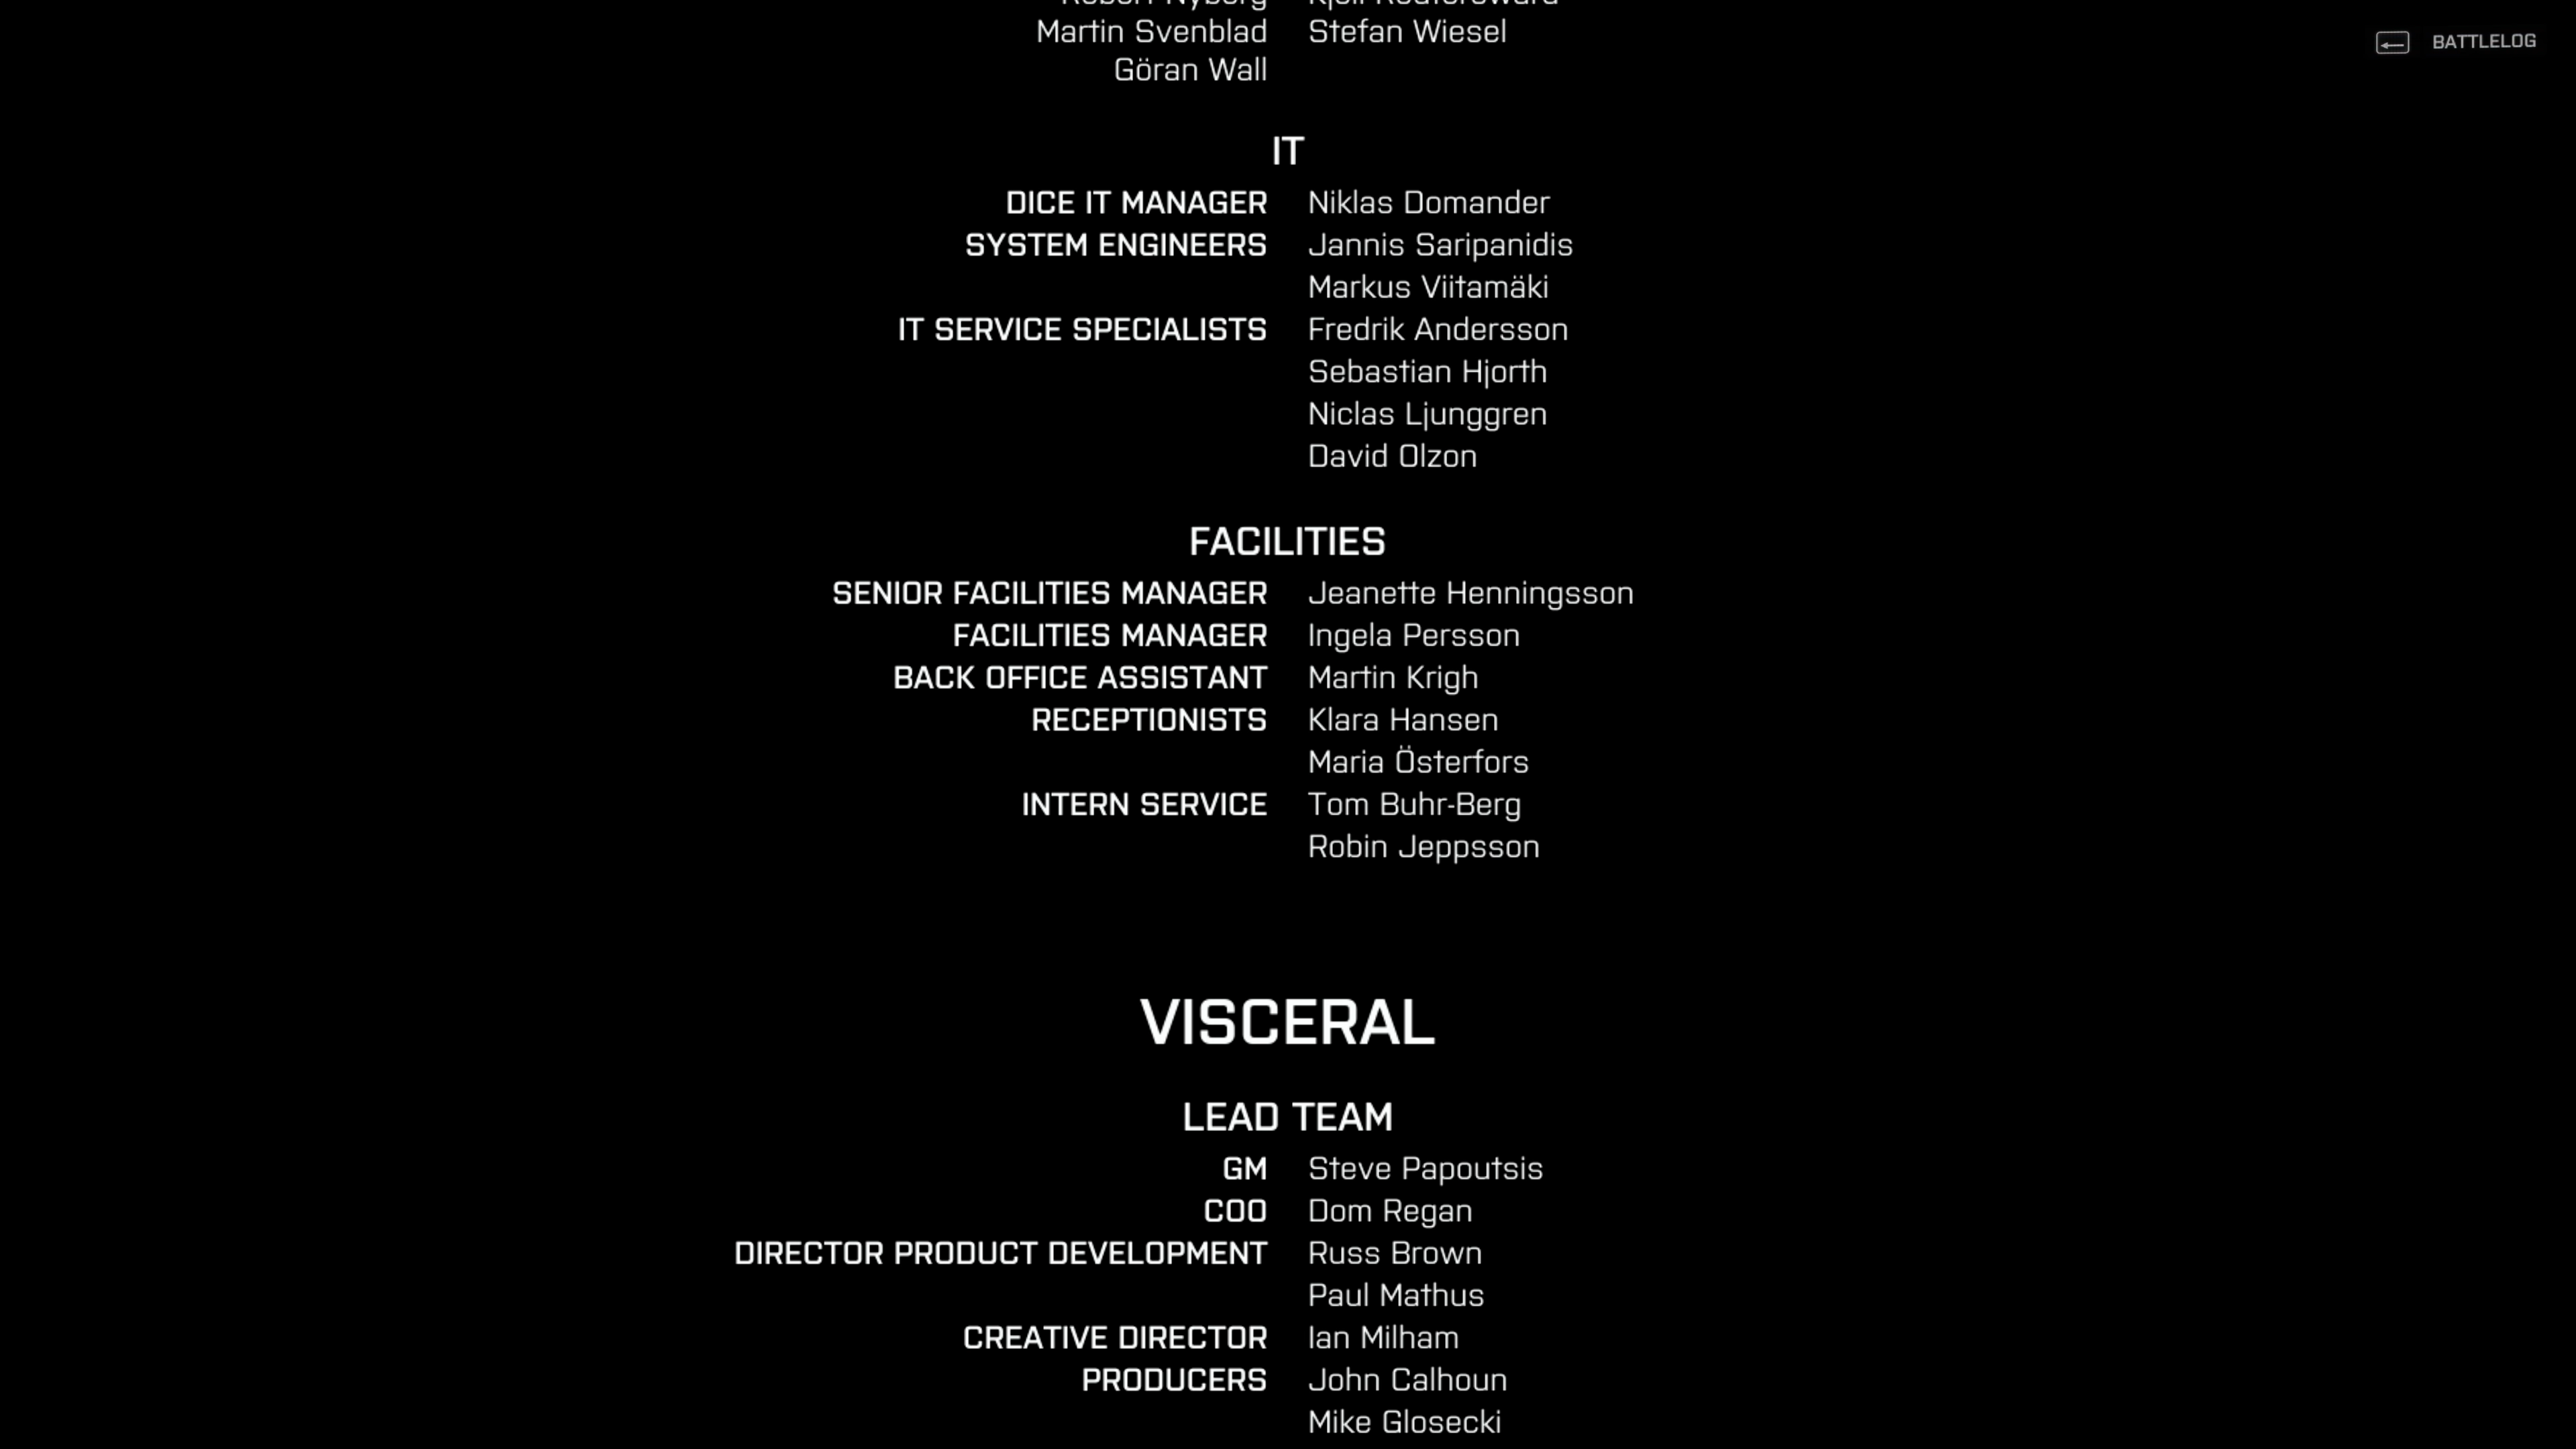 Martin Svenblad Stefan Wiesel
BATTLELOG
Göran Wall
IT
DICE IT MANAGER Niklas Domander
SYSTEM ENGINEERS Jannis Saripanidis
Markus Viitamäki
IT SERVICE SPECIALISTS Fredrik Andersson
Sebastian Hjorth
Niclas Ljunggren
David Olzon
FACILITIES
SENIOR FACILITIES MANAGER Jeanette Henningsson
FACILITIES MANAGER Ingela Persson
BACK OFFICE ASSISTANT Martin Krigh
RECEPTIONISTS Klara Hansen
Maria Österfors
INTERN SERVICE Tom Buhr-Berg
Robin Jeppsson
VISCERAL
LEAD TEAM
GM Steve Papoutsis
COO Dom Regan
DIRECTOR PRODUCT DEVELOPMENT Russ Brown
Paul Mathus
CREATIVE DIRECTOR Ian Milham
PRODUCERS John Calhoun
Mike Glosecki